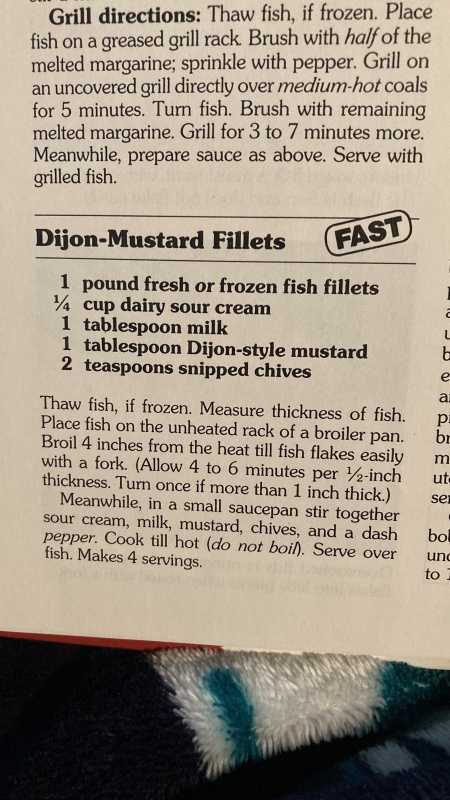 Grill directions: Thaw fish, if frozen. Place
fish on a greased grill rack. Brush with half of the
melted margarine; sprinkle with pepper. Grill on
an uncovered grill directly over medium-hot coals
for 5 minutes. Turn fish. Brush with remaining
melted margarine. Grill for 3 to 7 minutes more.
Meanwhile, prepare sauce as above. Serve with
grilled fish.
Dijon-Mustard Fillets FAST
1 pound fresh or frozen fish fillets
¼ cup dairy sour cream
1 tablespoon milk
1 tablespoon Dijon-style mustard
2 teaspoons snipped chives
Thaw fish, if frozen. Measure thickness of fish.
Place fish on the unheated rack of a broiler pan.
Broil 4 inches from the heat till fish flakes easily
with a fork. (Allow 4 to 6 minutes per ½-inch
thickness. Turn once if more than 1 inch thick.)
Meanwhile, in a small saucepan stir together
sour cream, milk, mustard, chives, and a dash
pepper. Cook till hot (do not boil). Serve over
fish. Makes 4 servings.